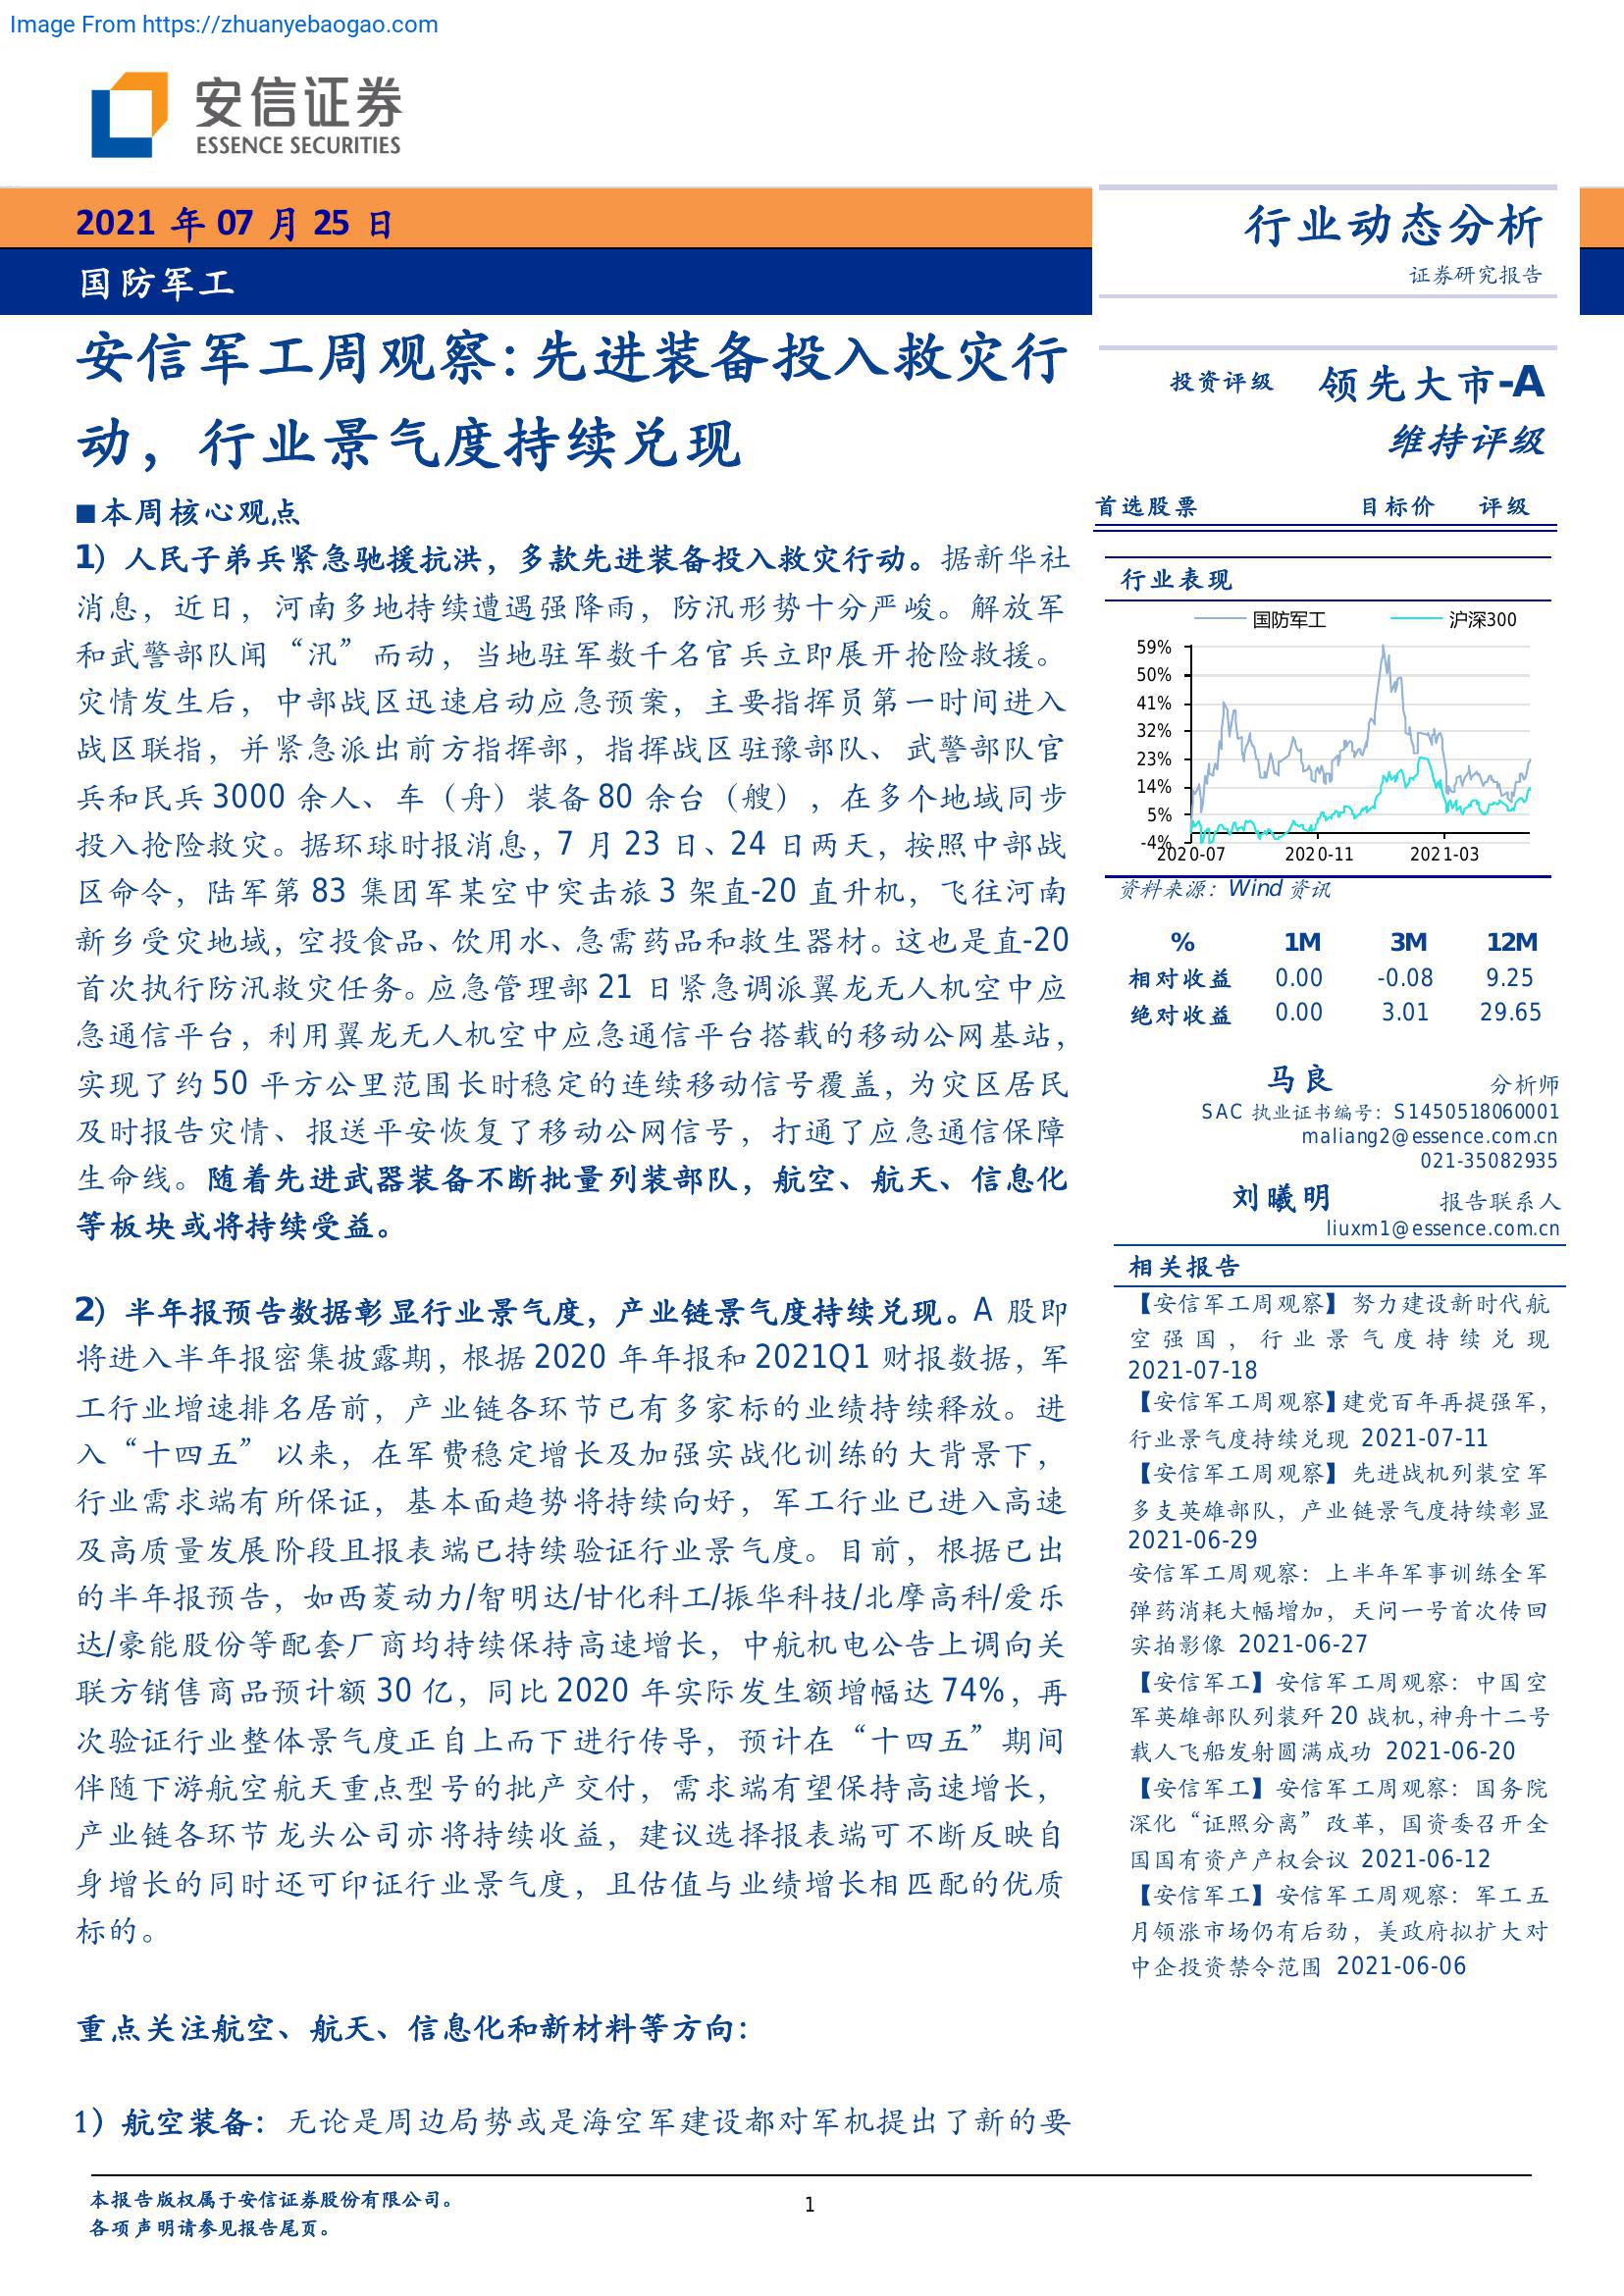 Image From https://zhuanyebaogao.com
安信证券
ESSENCE SECURITIES
2021 年 07 月 25 日
国防军工
行业动态分析
证券研究报告
安信军工周观察：先进装备投入救灾行
动，行业景气度持续兑现
■本周核心观点
1）人民子弟兵紧急驰援抗洪，多款先进装备投入救灾行动。据新华社
消息，近日，河南多地持续遭遇强降雨，防汛形势十分严峻。解放军
和武警部队闻“汛”而动，当地驻军数千名官兵立即展开抢险救援。
灾情发生后，中部战区迅速启动应急预案，主要指挥员第一时间进入
战区联指，并紧急派出前方指挥部，指挥战区驻豫部队、武警部队官
兵和民兵 3000 余人、车（舟）装备 80 余台（艘），在多个地域同步
投入抢险救灾。据环球时报消息，7 月 23 日、24 日两天，按照中部战
区命令，陆军第 83 集团军某空中突击旅 3 架直-20 直升机，飞往河南
新乡受灾地域，空投食品、饮用水、急需药品和救生器材。这也是直-20
首次执行防汛救灾任务。应急管理部 21 日紧急调派翼龙无人机空中应
急通信平台，利用翼龙无人机空中应急通信平台搭载的移动公网基站，
实现了约 50 平方公里范围长时稳定的连续移动信号覆盖，为灾区居民
及时报告灾情、报送平安恢复了移动公网信号，打通了应急通信保障
生命线。随着先进武器装备不断批量列装部队，航空、航天、信息化
等板块或将持续受益。
2）半年报预告数据彰显行业景气度，产业链景气度持续兑现。A 股即
将进入半年报密集披露期，根据 2020 年年报和 2021Q1 财报数据，军
工行业增速排名居前，产业链各环节已有多家标的业绩持续释放。进
入“十四五”以来，在军费稳定增长及加强实战化训练的大背景下，
行业需求端有所保证，基本面趋势将持续向好，军工行业已进入高速
及高质量发展阶段且报表端已持续验证行业景气度。目前，根据已出
的半年报预告，如西菱动力/智明达/甘化科工/振华科技/北摩高科/爱乐
达/豪能股份等配套厂商均持续保持高速增长，中航机电公告上调向关
联方销售商品预计额 30 亿，同比 2020 年实际发生额增幅达 74%，再
次验证行业整体景气度正自上而下进行传导，预计在“十四五”期间
伴随下游航空航天重点型号的批产交付，需求端有望保持高速增长，
产业链各环节龙头公司亦将持续收益，建议选择报表端可不断反映自
身增长的同时还可印证行业景气度，且估值与业绩增长相匹配的优质
标的。
重点关注航空、航天、信息化和新材料等方向：
1）航空装备：无论是周边局势或是海空军建设都对军机提出了新的要
投资评级 领先大市-A
维持评级
首选股票 目标价 评级
行业表现
国防军工 沪深300
59%
50%
41%
32%
23%
14%
5%
-4%
2020-07 2020-11 2021-03
资料来源：Wind 资讯
% 1M 3M 12M
相对收益 0.00 -0.08 9.25
绝对收益 0.00 3.01 29.65
马良 分析师
SAC 执业证书编号：S1450518060001
maliang2@essence.com.cn
021-35082935
刘曦明 报告联系人
liuxm1@essence.com.cn
相关报告
【安信军工周观察】努力建设新时代航
空强国，行业景气度持续兑现
2021-07-18
【安信军工周观察】建党百年再提强军，
行业景气度持续兑现 2021-07-11
【安信军工周观察】先进战机列装空军
多支英雄部队，产业链景气度持续彰显
2021-06-29
安信军工周观察：上半年军事训练全军
弹药消耗大幅增加，天问一号首次传回
实拍影像 2021-06-27
【安信军工】安信军工周观察：中国空
军英雄部队列装歼 20 战机,神舟十二号
载人飞船发射圆满成功 2021-06-20
【安信军工】安信军工周观察：国务院
深化“证照分离”改革，国资委召开全
国国有资产产权会议 2021-06-12
【安信军工】安信军工周观察：军工五
月领涨市场仍有后劲，美政府拟扩大对
中企投资禁令范围 2021-06-06
本报告版权属于安信证券股份有限公司。
各项声明请参见报告尾页。
1